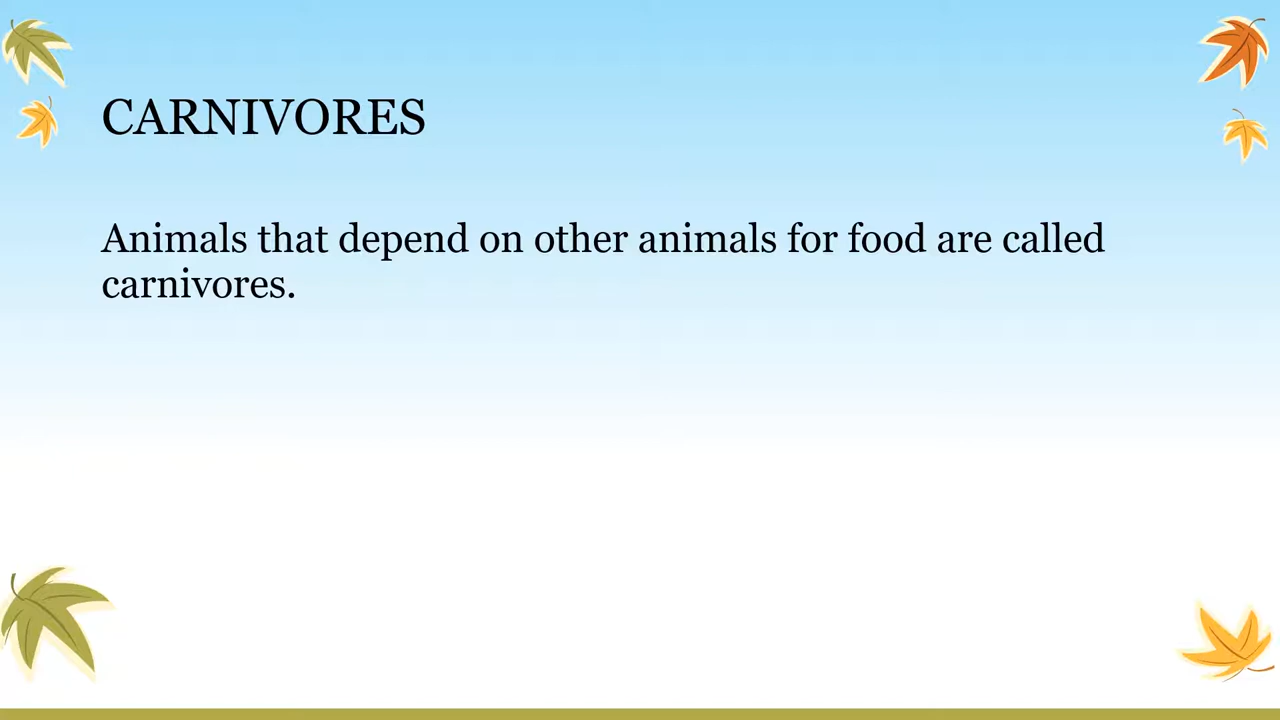 CARNIVORES
Animals that depend on other animals for food are called
carnivores.